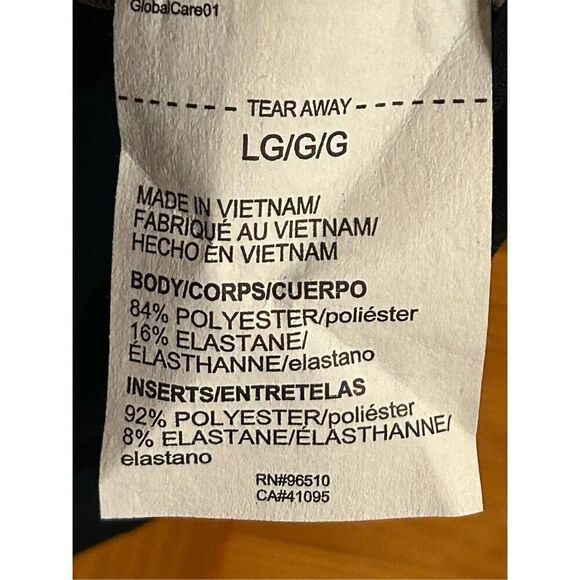 GlobalCare01
TEAR AWAY
LG/G/G
MADE IN VIETNAM/
FABRIQUÉ AU VIETNAM/
HECHO EN VIETNAM
BODY/CORPS/CUERPO
84% POLYESTER/poliéster
16% ELASTANE/
ÉLASTHANNE/elastano
INSERTS/ENTRETELAS
92% POLYESTER/poliéster
8% ELASTANE/ÉLASTHANNE/
elastano
RN#96510
CA#41095